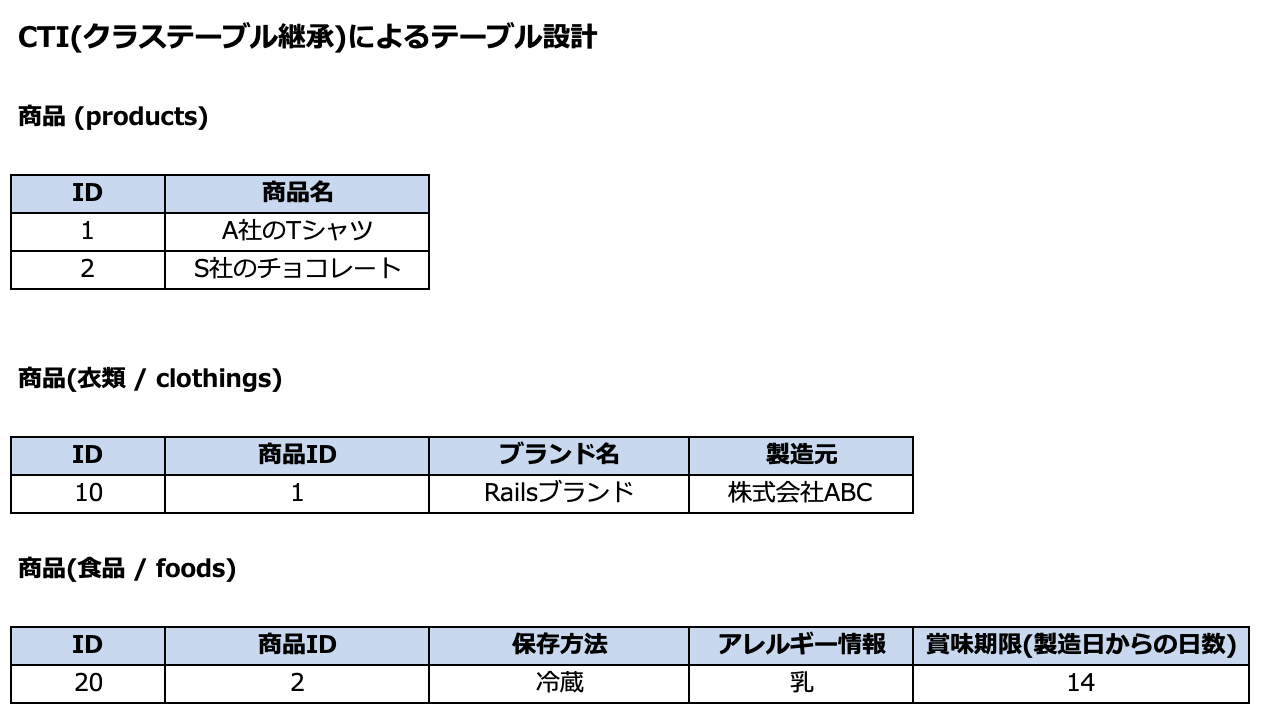 CTI(クラステーブル継承)によるテーブル設計
商品 (products)
ID 商品名
1 A社のTシャツ
2 S社のチョコレート
商品(衣類 / clothings)
ID 商品ID ブランド名 製造元
10 1 Railsブランド 株式会社ABC
商品(食品 / foods)
ID 商品ID 保存方法 アレルギー情報 賞味期限(製造日からの日数)
20 2 冷蔵 乳 14